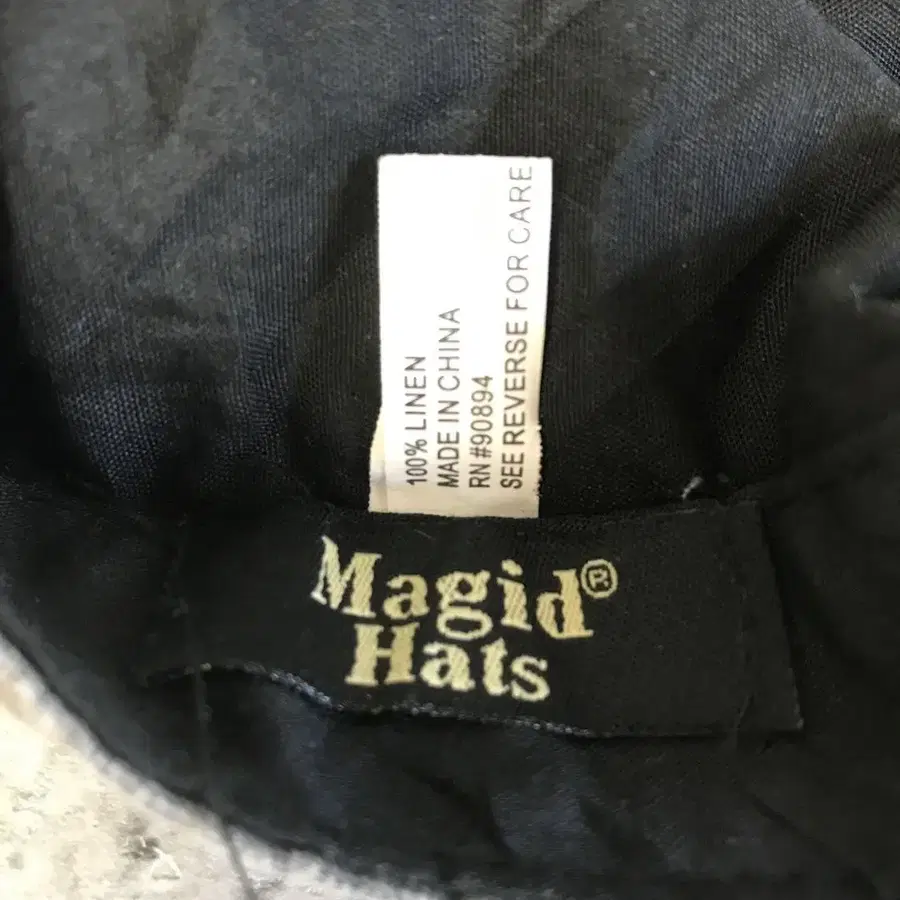 100% LINEN
MADE IN CHINA
RN#90894
SEE REVERSE FOR CARE
Magid®
Hats